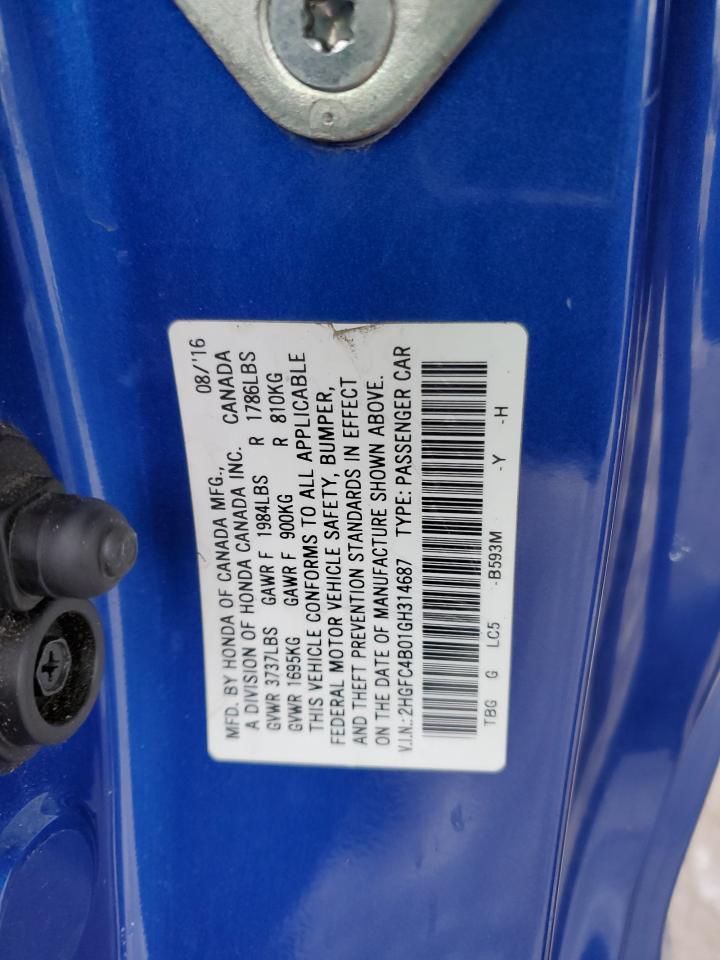 MFD. BY HONDA OF CANADA MFG., 08/'16
A DIVISION OF HONDA CANADA INC. CANADA
GVWR 3737LBS GAWR F 1984LBS R 1786LBS
GVWR 1695KG GAWR F 900KG R 810KG
THIS VEHICLE CONFORMS TO ALL APPLICABLE
FEDERAL MOTOR VEHICLE SAFETY, BUMPER,
AND THEFT PREVENTION STANDARDS IN EFFECT
ON THE DATE OF MANUFACTURE SHOWN ABOVE.
V.I.N.: 2HGFC4B01GH314687 TYPE: PASSENGER CAR
TBG G LC5 -B593M -Y -H